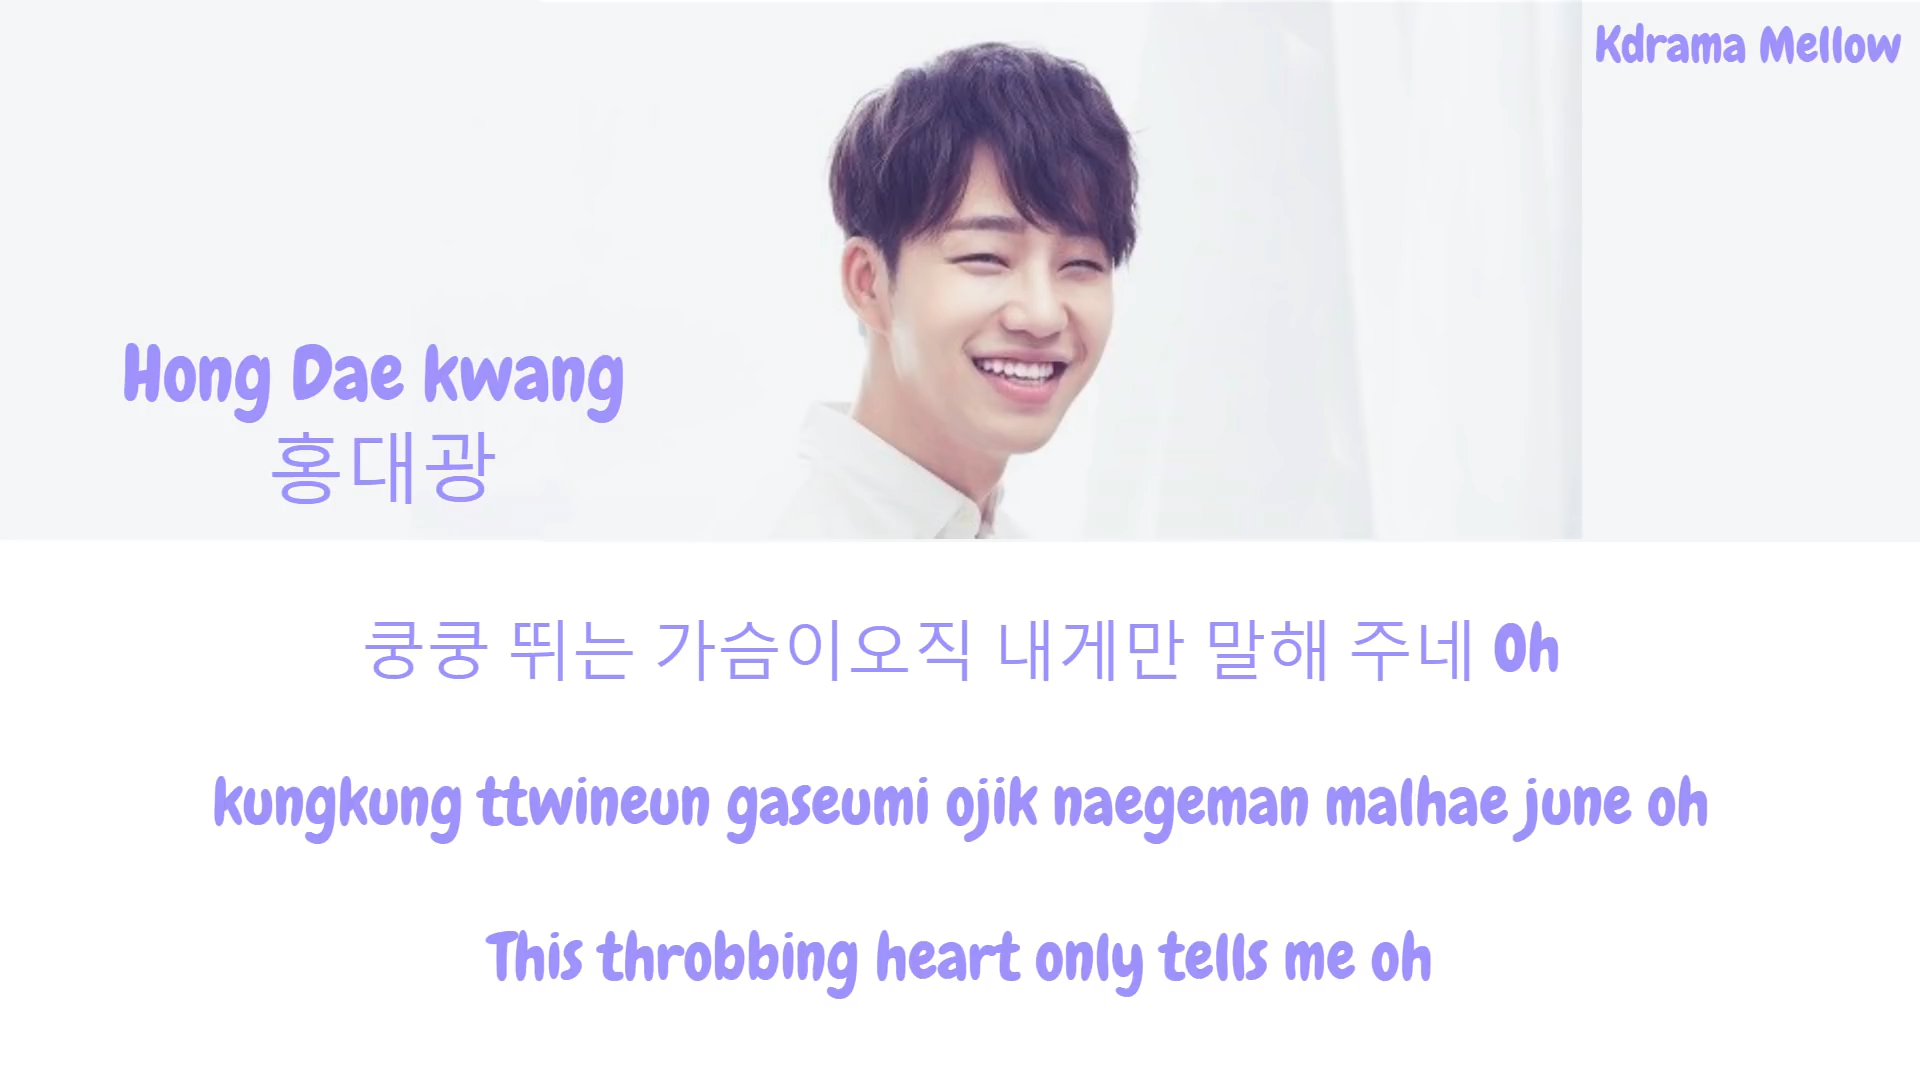 Kdrama Mellow
Hong Dae kwang
홍대광
쿵쿵 뛰는 가슴이오직 내게만 말해 주네 Oh
kungkung ttwineun gaseumi ojik naegeman malhae june oh
This throbbing heart only tells me oh